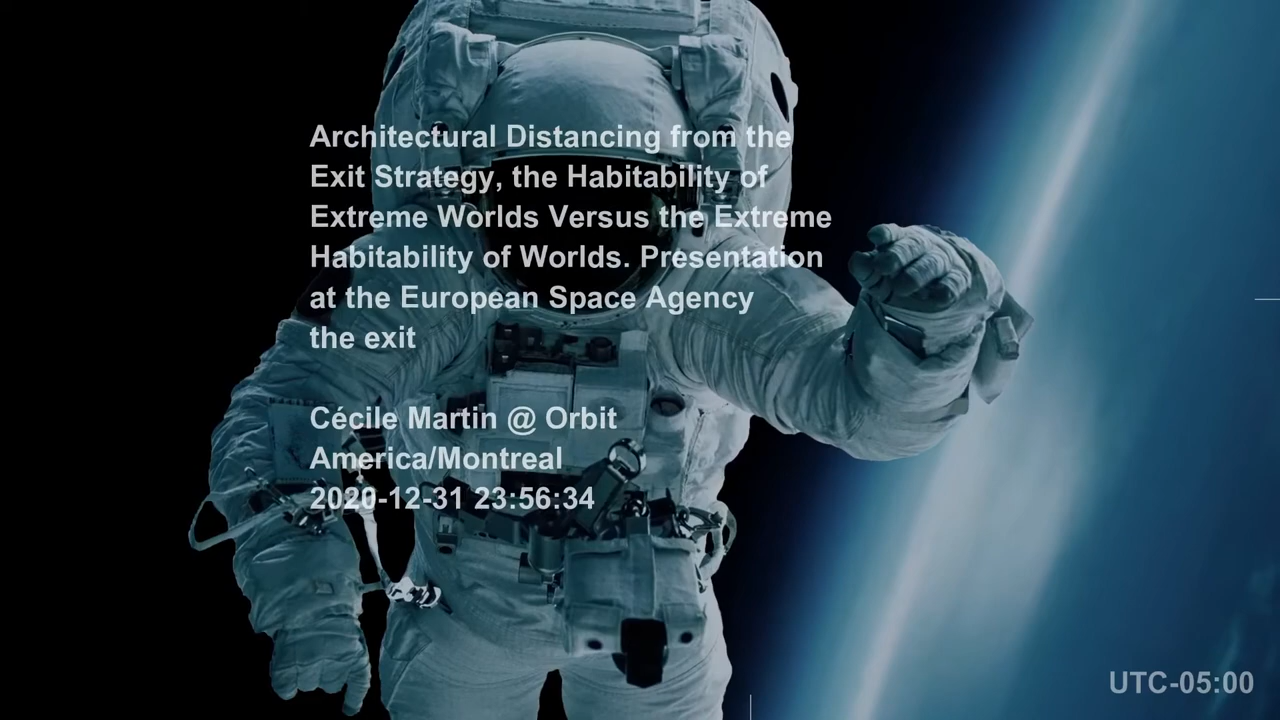 Architectural Distancing from the
Exit Strategy, the Habitability of
Extreme Worlds Versus the Extreme
Habitability of Worlds. Presentation
at the European Space Agency
the exit
Cécile Martin @ Orbit
America/Montreal
2020-12-31 23:56:34
UTC-05:00